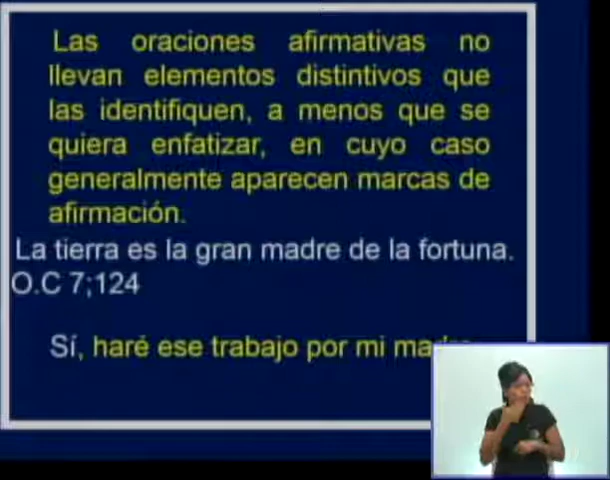 Las oraciones afirmativas no
llevan elementos distintivos que
las identifiquen, a menos que se
quiera enfatizar, en cuyo caso
generalmente aparecen marcas de
afirmación.
La tierra es la gran madre de la fortuna.
O.C 7;124
Sí, haré ese trabajo por mi